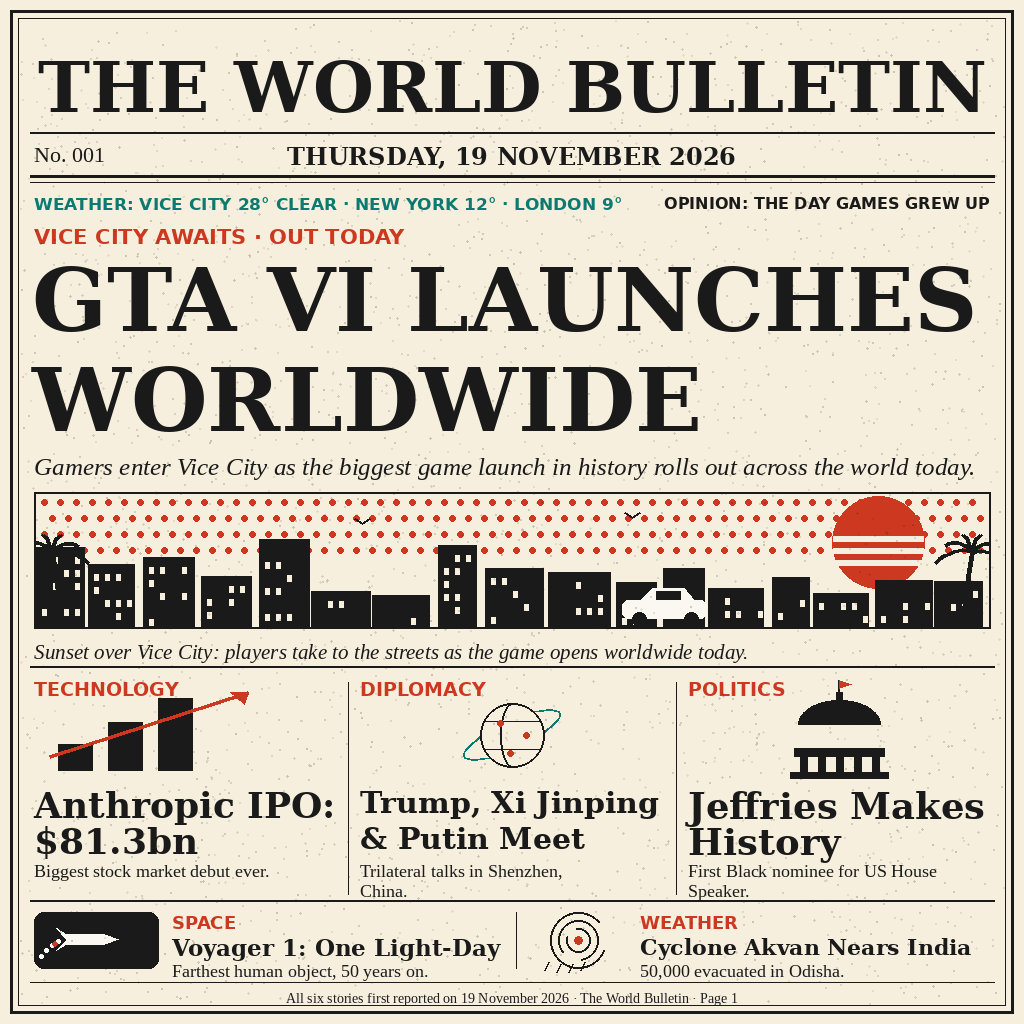 THE WORLD BULLETIN
No. 001
THURSDAY, 19 NOVEMBER 2026
WEATHER: VICE CITY 28° CLEAR · NEW YORK 12° · LONDON 9°
OPINION: THE DAY GAMES GREW UP
VICE CITY AWAITS · OUT TODAY
GTA VI LAUNCHES
WORLDWIDE
Gamers enter Vice City as the biggest game launch in history rolls out across the world today.
Sunset over Vice City: players take to the streets as the game opens worldwide today.
TECHNOLOGY
Anthropic IPO:
$81.3bn
Biggest stock market debut ever.
DIPLOMACY
Trump, Xi Jinping
& Putin Meet
Trilateral talks in Shenzhen,
China.
POLITICS
Jeffries Makes
History
First Black nominee for US House
Speaker.
SPACE
Voyager 1: One Light-Day
Farthest human object, 50 years on.
WEATHER
Cyclone Akvan Nears India
50,000 evacuated in Odisha.
All six stories first reported on 19 November 2026 · The World Bulletin · Page 1